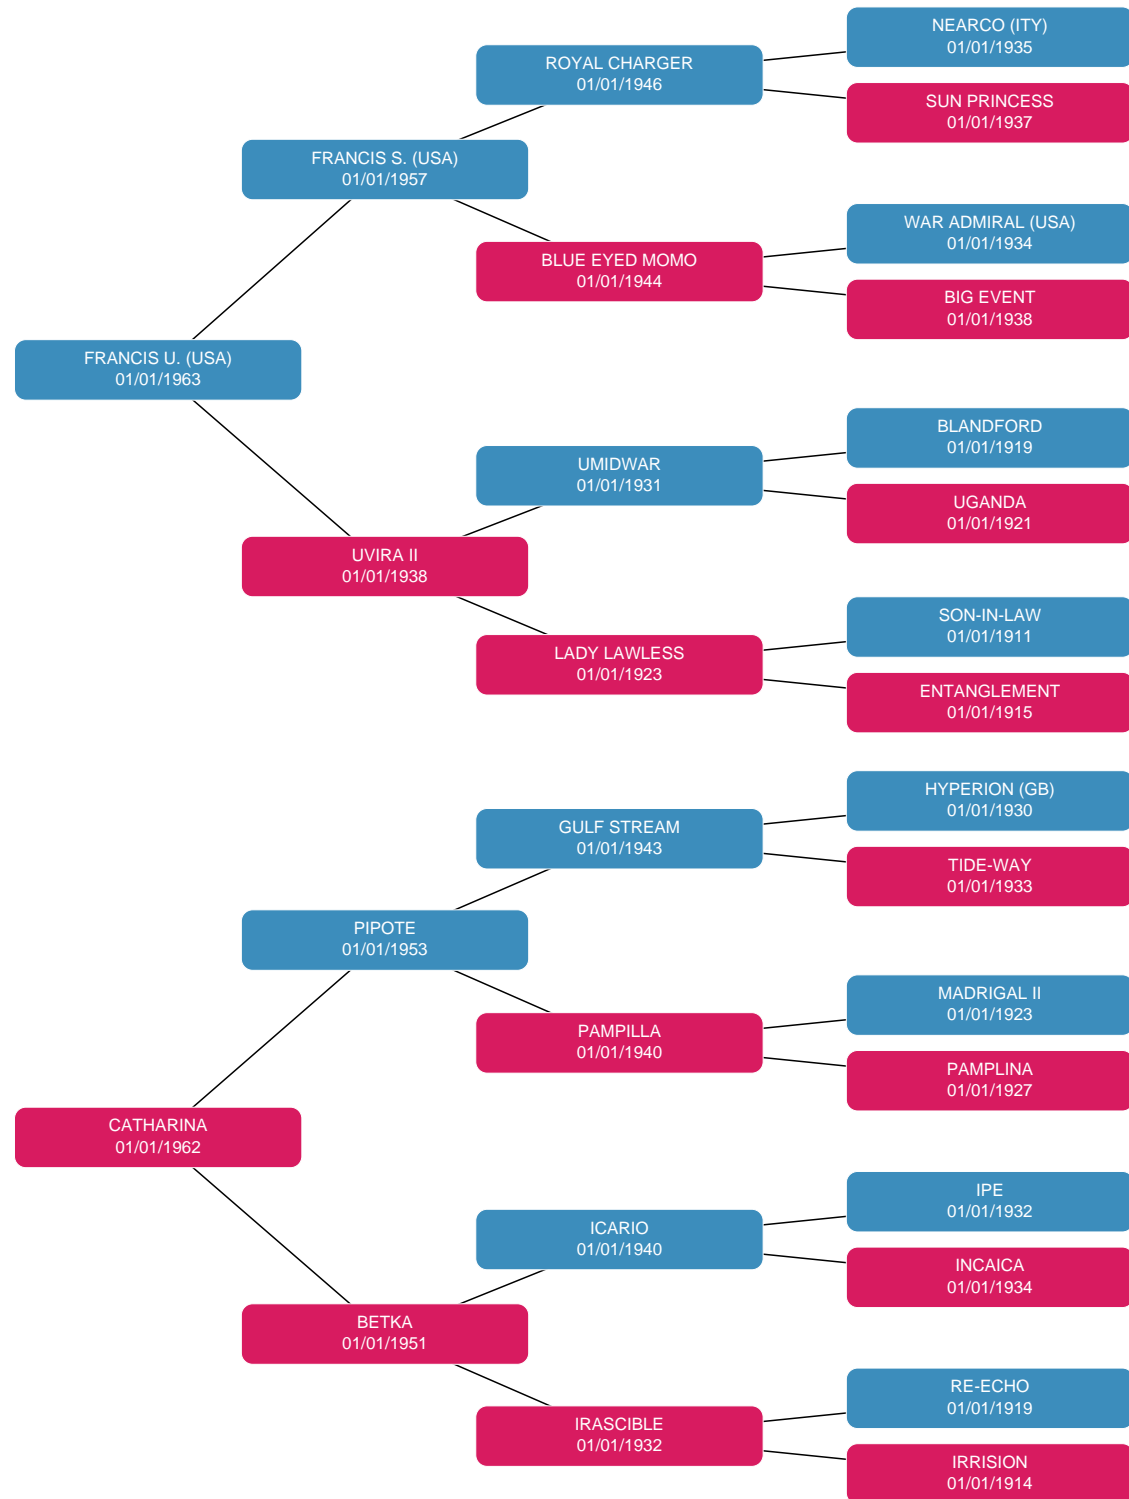 NEARCO (ITY)
01/01/1935
ROYAL CHARGER
01/01/1946
SUN PRINCESS
01/01/1937
FRANCIS S. (USA)
01/01/1957
WAR ADMIRAL (USA)
01/01/1934
BLUE EYED MOMO
01/01/1944
BIG EVENT
01/01/1938
FRANCIS U. (USA)
01/01/1963
BLANDFORD
01/01/1919
UMIDWAR
01/01/1931
UGANDA
01/01/1921
UVIRA II
01/01/1938
SON-IN-LAW
01/01/1911
LADY LAWLESS
01/01/1923
ENTANGLEMENT
01/01/1915
HYPERION (GB)
01/01/1930
GULF STREAM
01/01/1943
TIDE-WAY
01/01/1933
PIPOTE
01/01/1953
MADRIGAL II
01/01/1923
PAMPILLA
01/01/1940
PAMPLINA
01/01/1927
CATHARINA
01/01/1962
IPE
01/01/1932
ICARIO
01/01/1940
INCAICA
01/01/1934
BETKA
01/01/1951
RE-ECHO
01/01/1919
IRASCIBLE
01/01/1932
IRRISION
01/01/1914